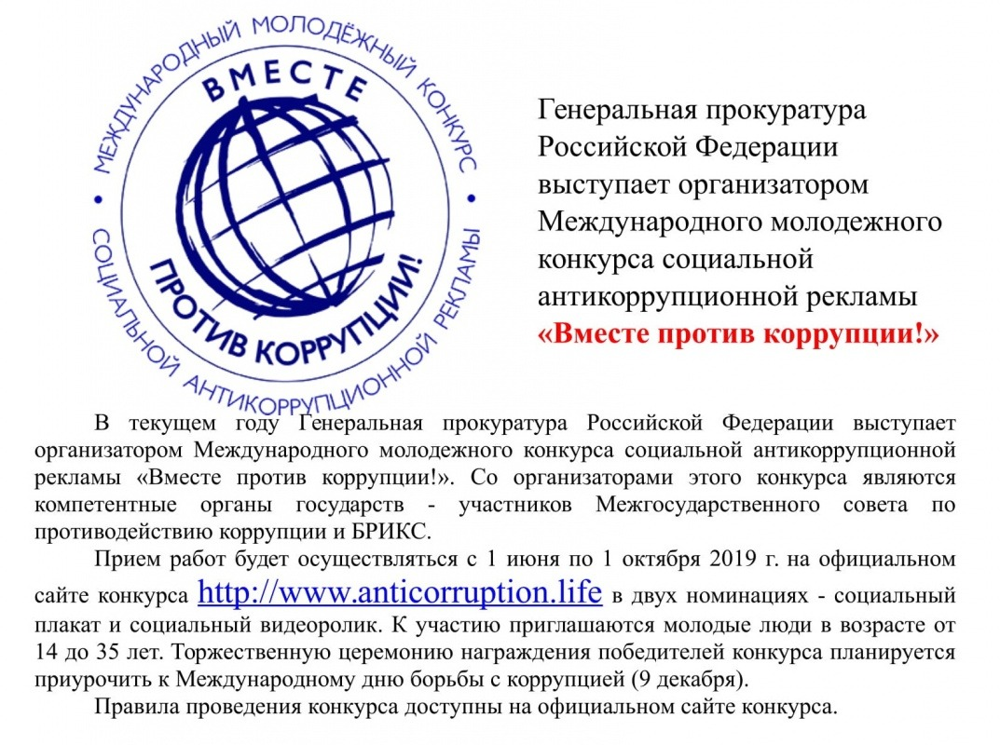 МЕЖДУНАРОДНЫЙ МОЛОДЁЖНЫЙ КОНКУРС
ВМЕСТЕ
ПРОТИВ КОРРУПЦИИ!
СОЦИАЛЬНОЙ АНТИКОРРУПЦИОННОЙ РЕКЛАМЫ
Генеральная прокуратура
Российской Федерации
выступает организатором
Международного молодежного
конкурса социальной
антикоррупционной рекламы
«Вместе против коррупции!»
В текущем году Генеральная прокуратура Российской Федерации выступает
организатором Международного молодежного конкурса социальной антикоррупционной
рекламы «Вместе против коррупции!». Со организаторами этого конкурса являются
компетентные органы государств - участников Межгосударственного совета по
противодействию коррупции и БРИКС.
Прием работ будет осуществляться с 1 июня по 1 октября 2019 г. на официальном
сайте конкурса http://www.anticorruption.life в двух номинациях - социальный
плакат и социальный видеоролик. К участию приглашаются молодые люди в возрасте от
14 до 35 лет. Торжественную церемонию награждения победителей конкурса планируется
приурочить к Международному дню борьбы с коррупцией (9 декабря).
Правила проведения конкурса доступны на официальном сайте конкурса.